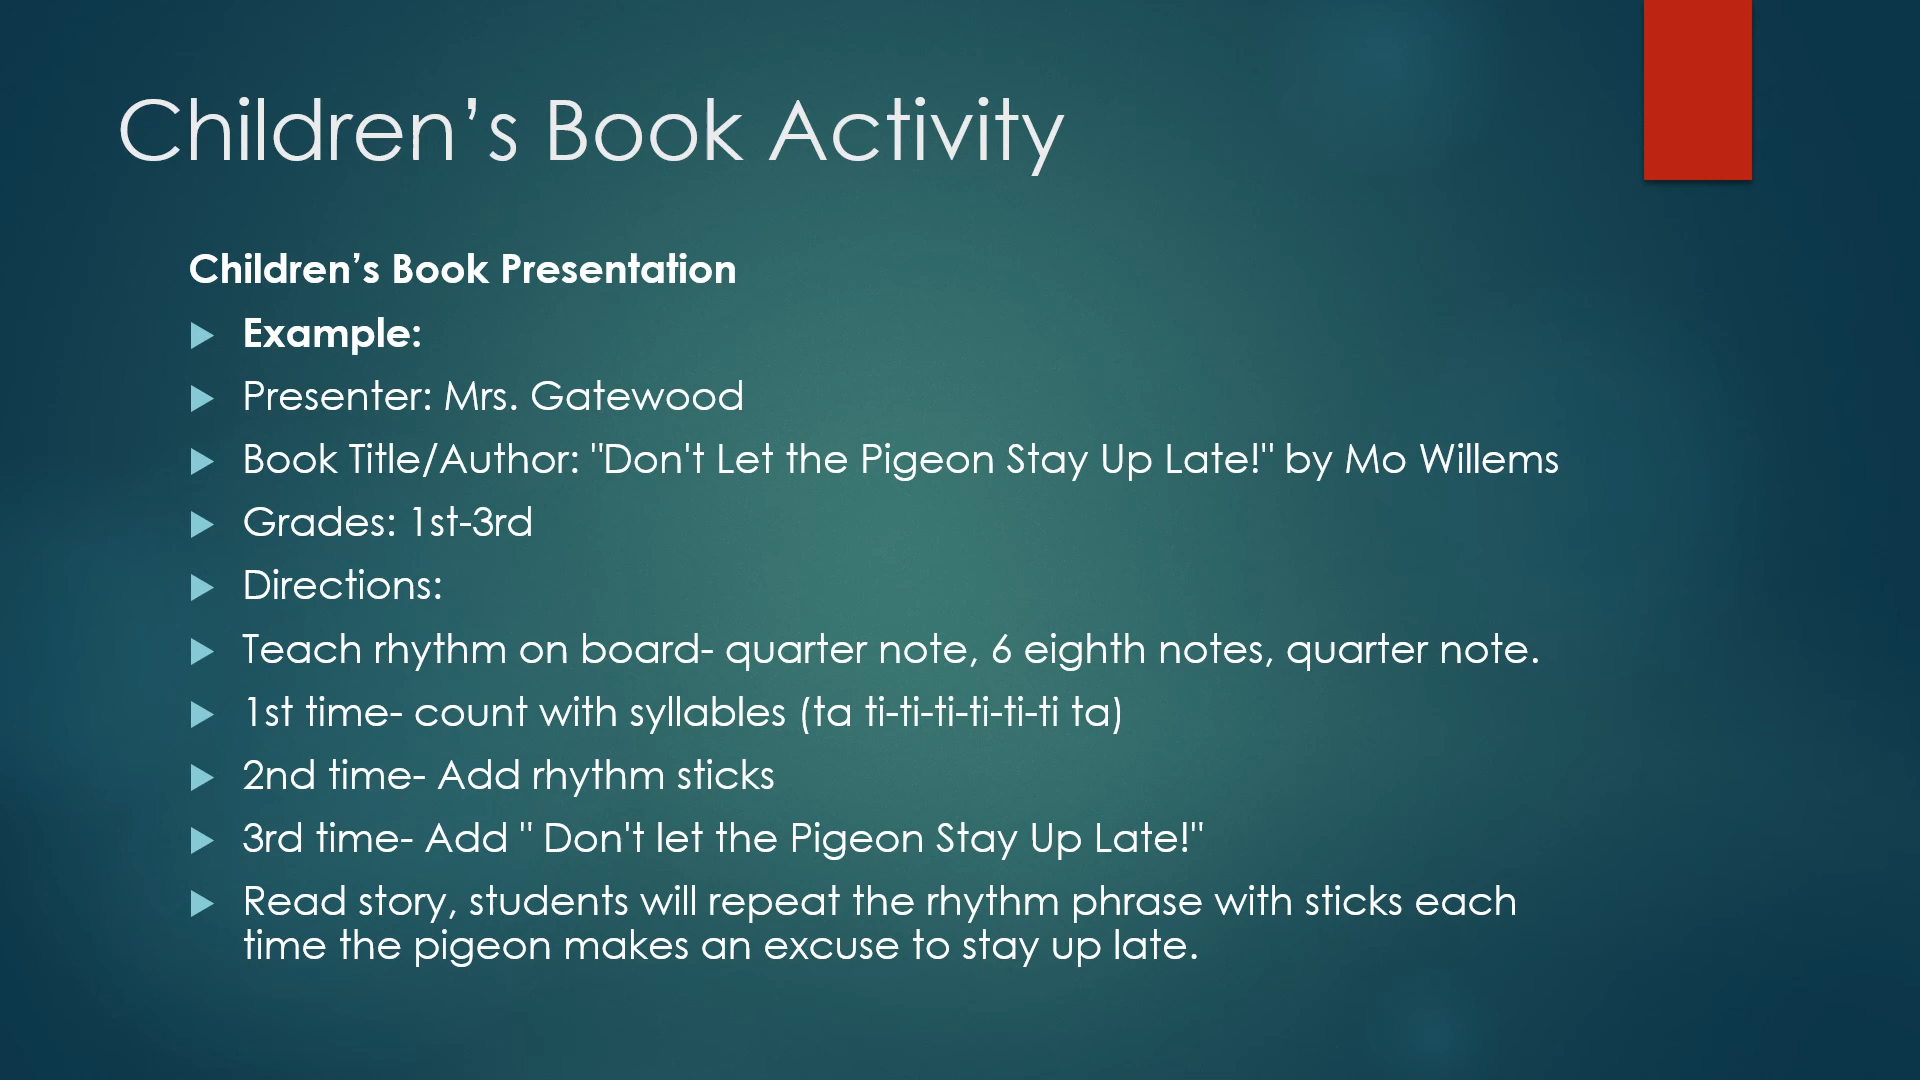 Children’s Book Activity
Children’s Book Presentation
Example:
Presenter: Mrs. Gatewood
Book Title/Author: "Don't Let the Pigeon Stay Up Late!" by Mo Willems
Grades: 1st-3rd
Directions:
Teach rhythm on board- quarter note, 6 eighth notes, quarter note.
1st time- count with syllables (ta ti-ti-ti-ti-ti-ti ta)
2nd time- Add rhythm sticks
3rd time- Add " Don't let the Pigeon Stay Up Late!"
Read story, students will repeat the rhythm phrase with sticks each
time the pigeon makes an excuse to stay up late.